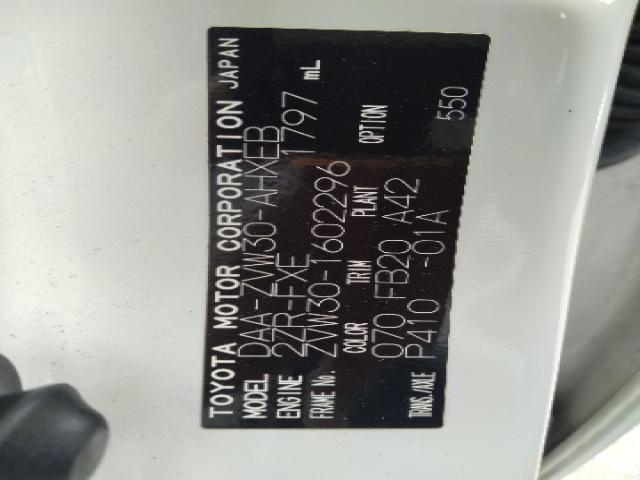 TOYOTA MOTOR CORPORATION JAPAN
MODEL DAA-ZVW30-AHXEB
ENGINE 2ZR-FXE 1797 mL
FRAME No. ZVW30-1602296
COLOR TRIM PLANT OPTION
070 FB20 A42
TRANS./AXLE P410 -01A 550